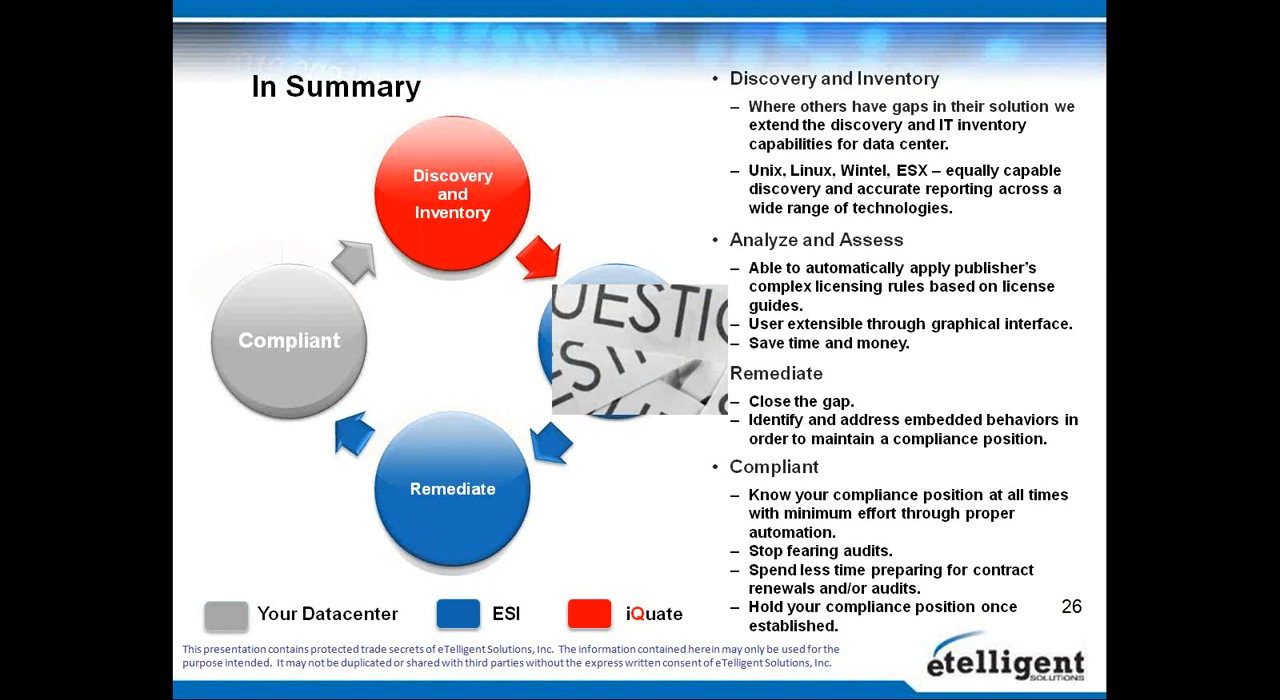 In Summary
Discovery
and
Inventory
Compliant
Remediate
UESTIC
• Discovery and Inventory
– Where others have gaps in their solution we
extend the discovery and IT inventory
capabilities for data center.
– Unix, Linux, Wintel, ESX – equally capable
discovery and accurate reporting across a
wide range of technologies.
• Analyze and Assess
– Able to automatically apply publisher's
complex licensing rules based on license
guides.
– User extensible through graphical interface.
– Save time and money.
Remediate
– Close the gap.
– Identify and address embedded behaviors in
order to maintain a compliance position.
• Compliant
– Know your compliance position at all times
with minimum effort through proper
automation.
– Stop fearing audits.
– Spend less time preparing for contract
renewals and/or audits.
– Hold your compliance position once
established.
Your Datacenter
ESI
iQuate
26
This presentation contains protected trade secrets of eTelligent Solutions, Inc. The information contained herein may only be used for the
purpose intended. It may not be duplicated or shared with third parties without the express written consent of eTelligent Solutions, Inc.
etelligent
SOLUTIONS